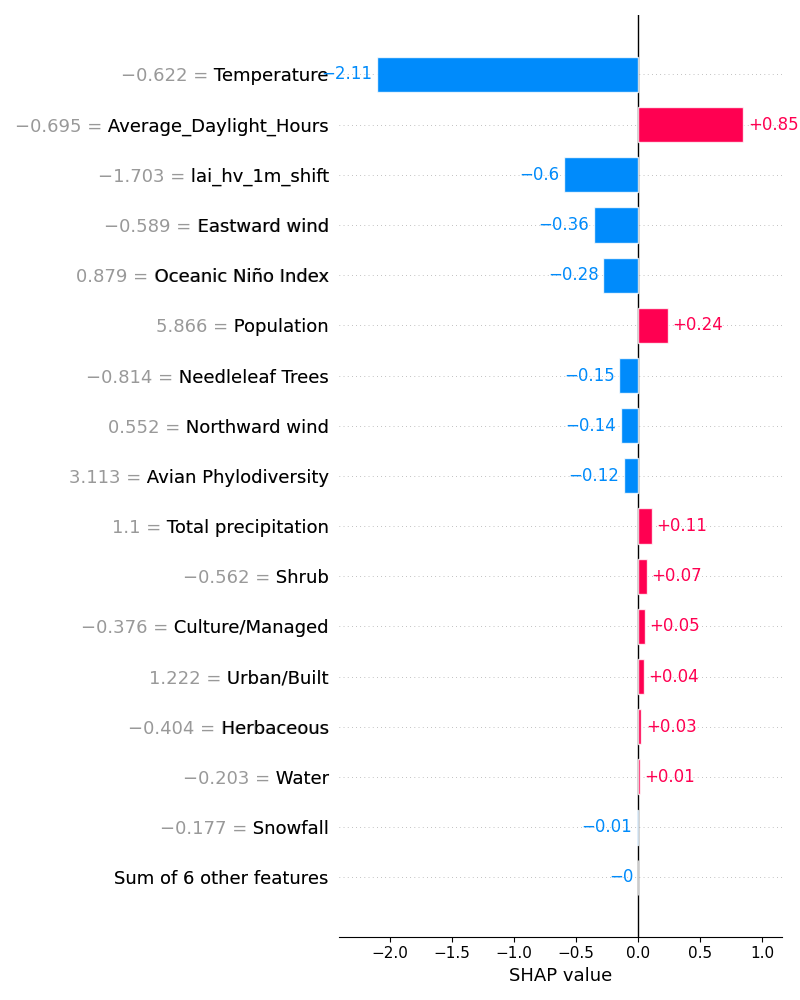 −0.622 = Temperature −2.11
−0.695 = Average_Daylight_Hours +0.85
−1.703 = lai_hv_1m_shift −0.6
−0.589 = Eastward wind −0.36
0.879 = Oceanic Niño Index −0.28
5.866 = Population +0.24
−0.814 = Needleleaf Trees −0.15
0.552 = Northward wind −0.14
3.113 = Avian Phylodiversity −0.12
1.1 = Total precipitation +0.11
−0.562 = Shrub +0.07
−0.376 = Culture/Managed +0.05
1.222 = Urban/Built +0.04
−0.404 = Herbaceous +0.03
−0.203 = Water +0.01
−0.177 = Snowfall −0.01
Sum of 6 other features −0
−2.0 −1.5 −1.0 −0.5 0.0 0.5 1.0
SHAP value